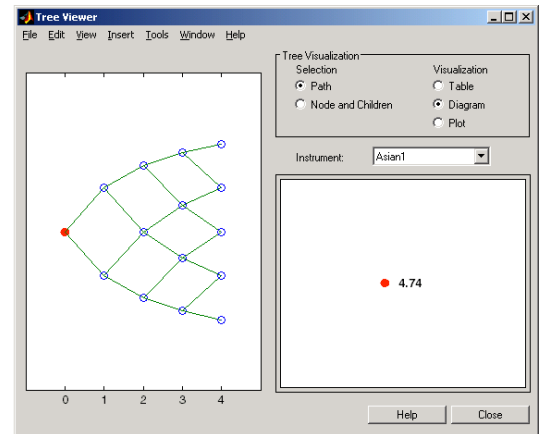 Tree Viewer
File Edit View Insert Tools Window Help
Tree Visualization
Selection Visualization
Path Table
Node and Children Diagram
Plot
Instrument: Asian1
4.74
0 1 2 3 4
Help Close